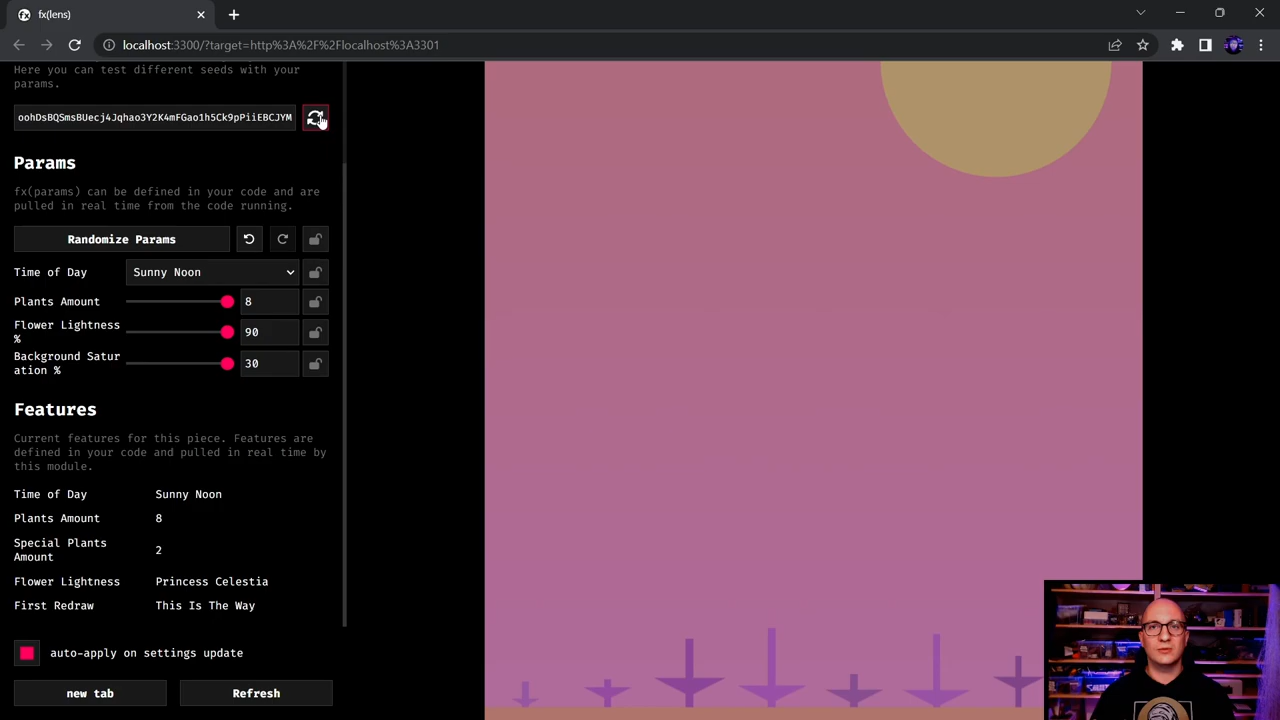 fx(lens)
localhost:3300/?target=http%3A%2F%2Flocalhost%3A3301
Here you can test different seeds with your
params.
oohDsBQSmsBUecj4Jqhao3Y2K4mFGao1h5Ck9pPiiEBCJYM
Params
fx(params) can be defined in your code and are
pulled in real time from the code running.
Randomize Params
Time of Day
Sunny Noon
Plants Amount
8
Flower Lightness
%
90
Background Satur
ation %
30
Features
Current features for this piece. Features are
defined in your code and pulled in real time by
this module.
Time of Day Sunny Noon
Plants Amount 8
Special Plants
Amount
2
Flower Lightness Princess Celestia
First Redraw This Is The Way
auto-apply on settings update
new tab
Refresh